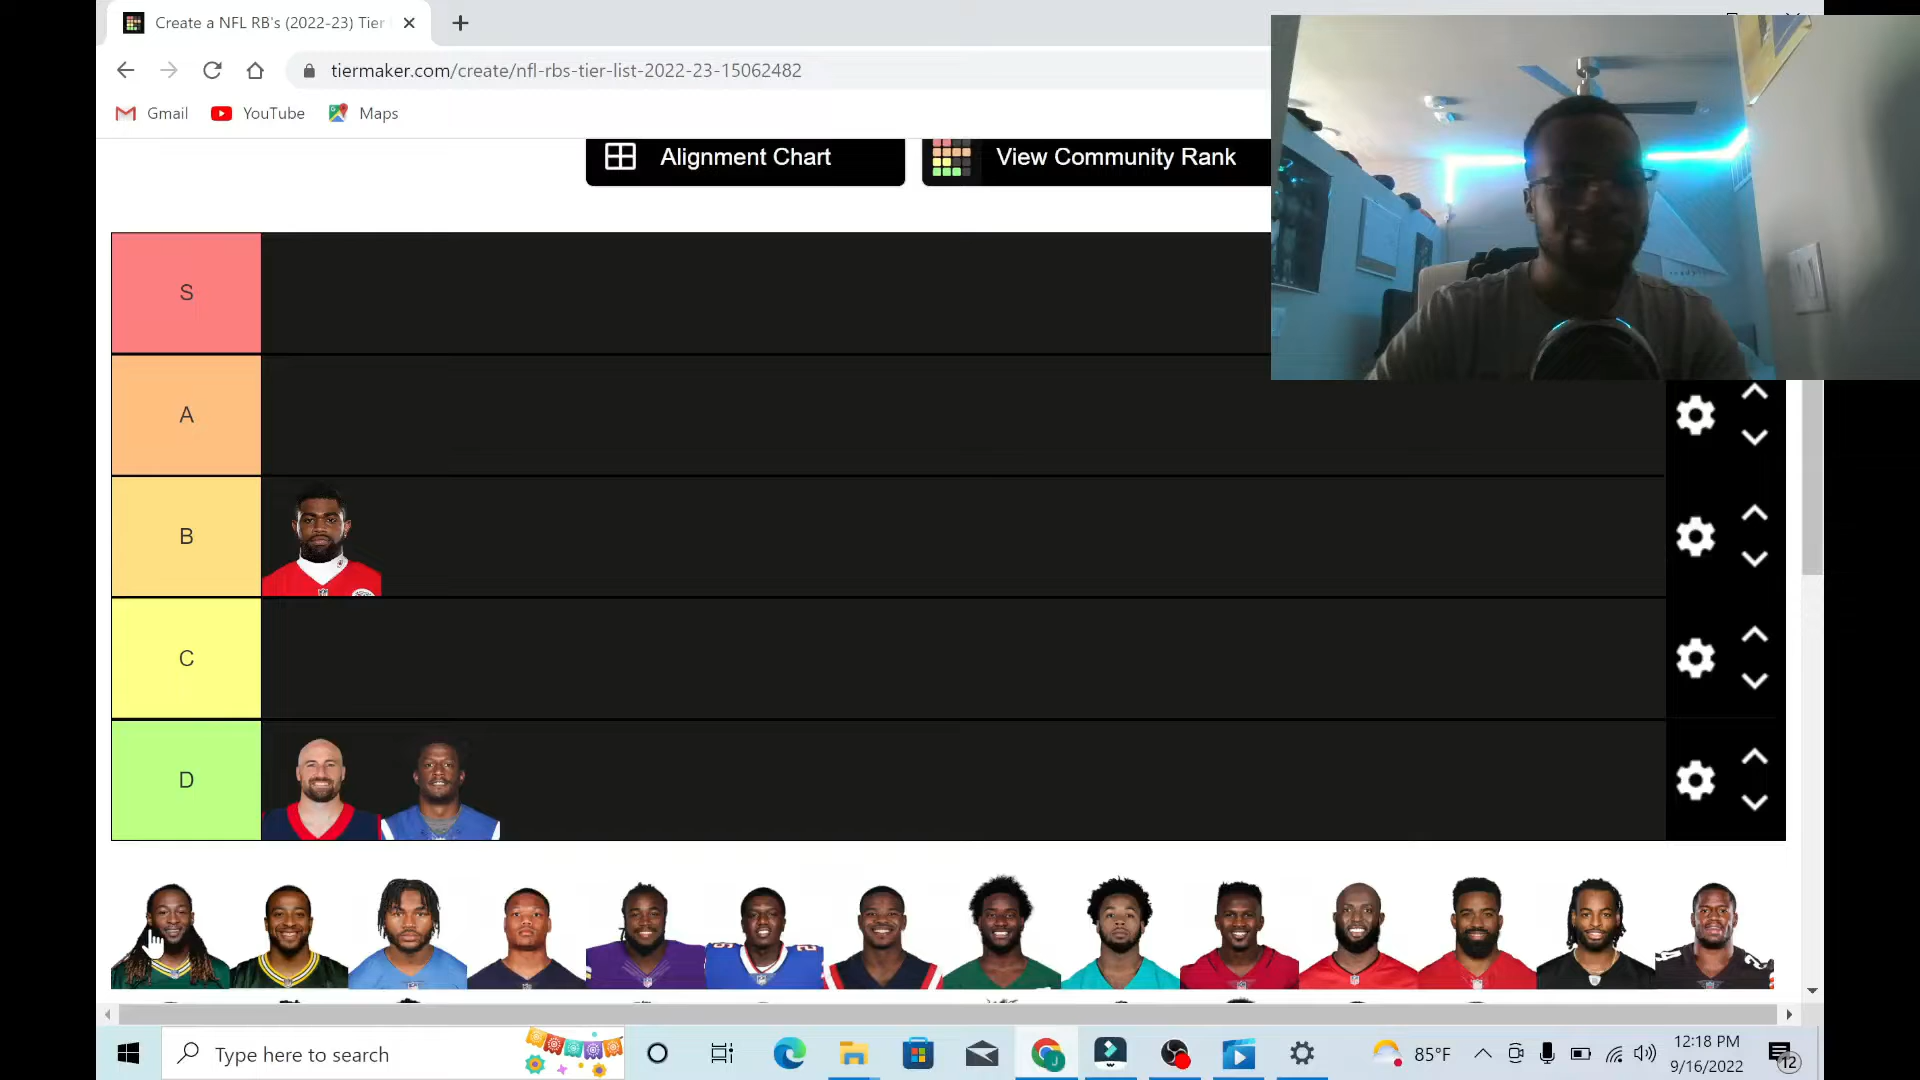 Create a NFL RB's (2022-23) Tier
tiermaker.com/create/nfl-rbs-tier-list-2022-23-15062482
Gmail YouTube Maps
Alignment Chart
View Community Rank
S
A
B
C
D
Type here to search
85°F
12:18 PM
9/16/2022
12